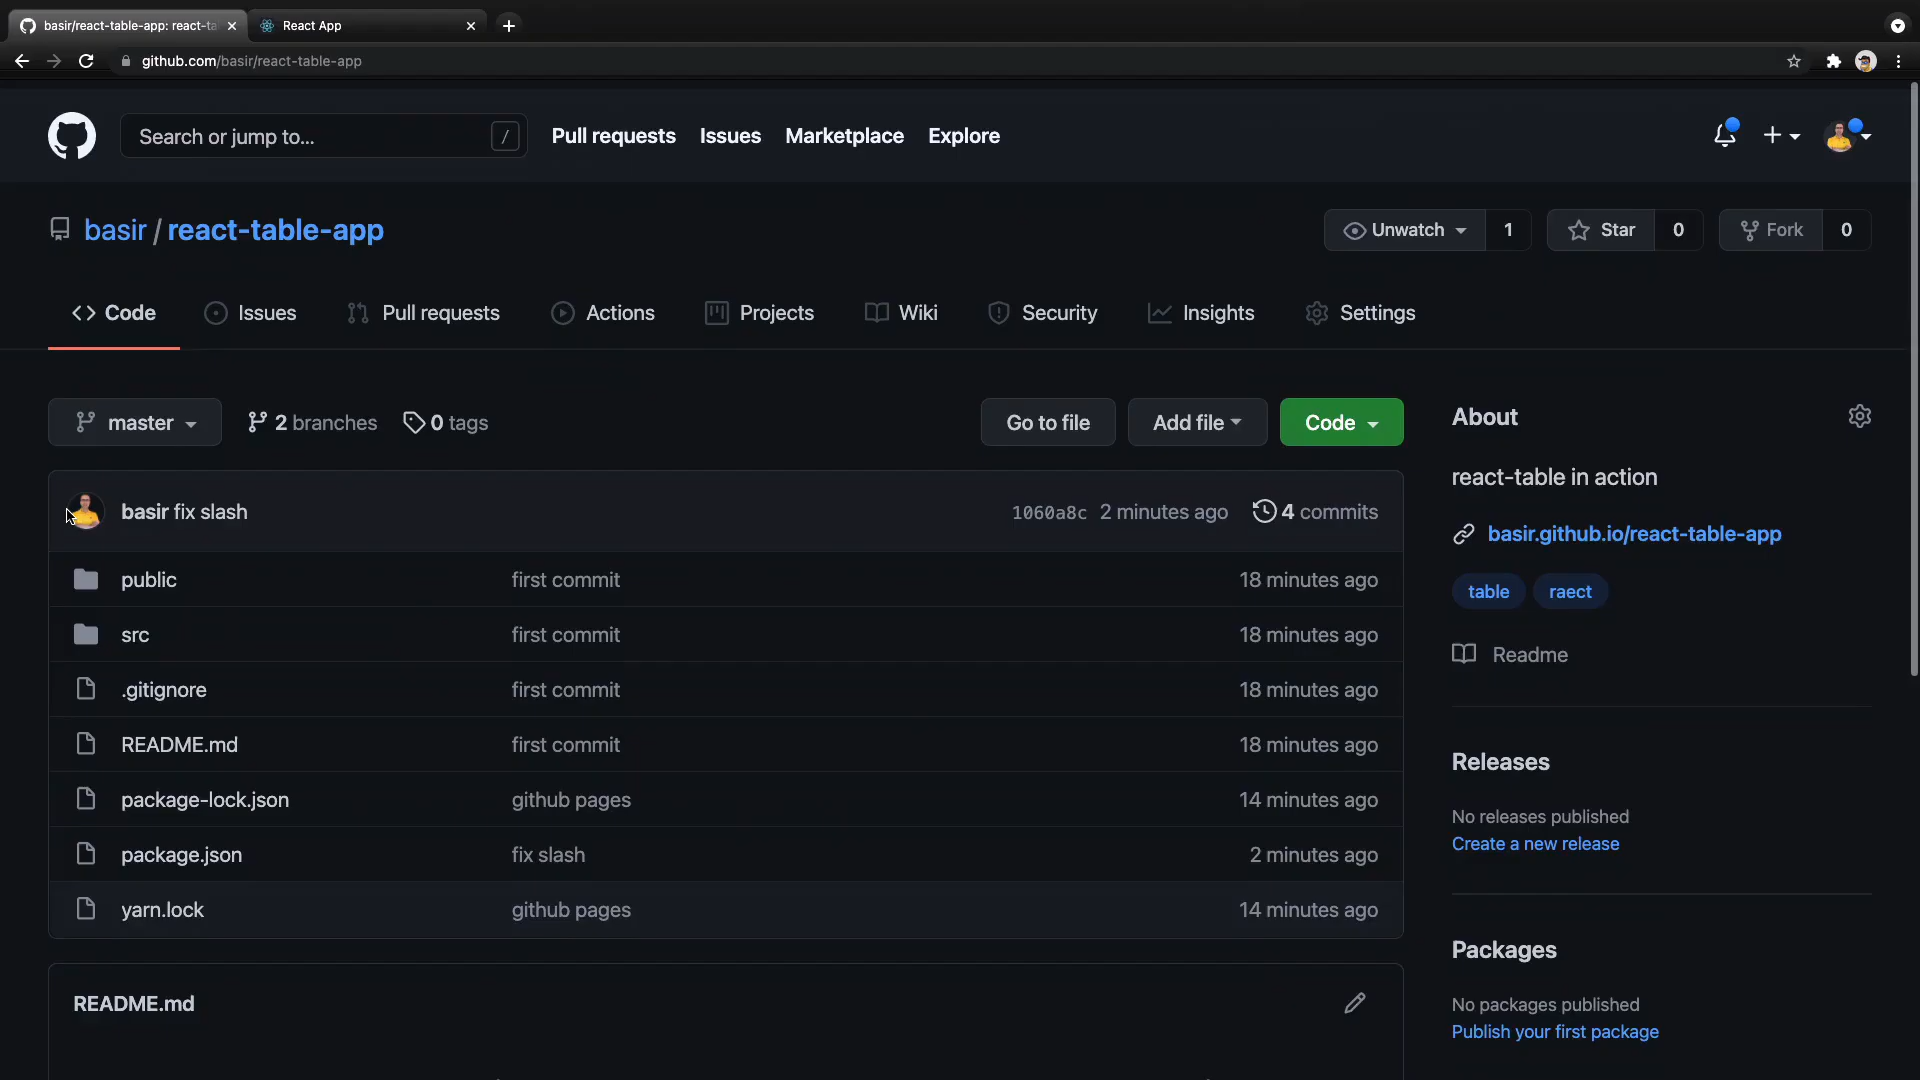 basir/react-table-app: react-ta
React App
github.com/basir/react-table-app
Search or jump to...
/
Pull requests
Issues
Marketplace
Explore
basir / react-table-app
Unwatch
1
Star
0
Fork
0
Code
Issues
Pull requests
Actions
Projects
Wiki
Security
Insights
Settings
master
2 branches
0 tags
Go to file
Add file
Code
basir fix slash
1060a8c 2 minutes ago
4 commits
public first commit 18 minutes ago
src first commit 18 minutes ago
.gitignore first commit 18 minutes ago
README.md first commit 18 minutes ago
package-lock.json github pages 14 minutes ago
package.json fix slash 2 minutes ago
yarn.lock github pages 14 minutes ago
README.md
About
react-table in action
basir.github.io/react-table-app
table
raect
Readme
Releases
No releases published
Create a new release
Packages
No packages published
Publish your first package